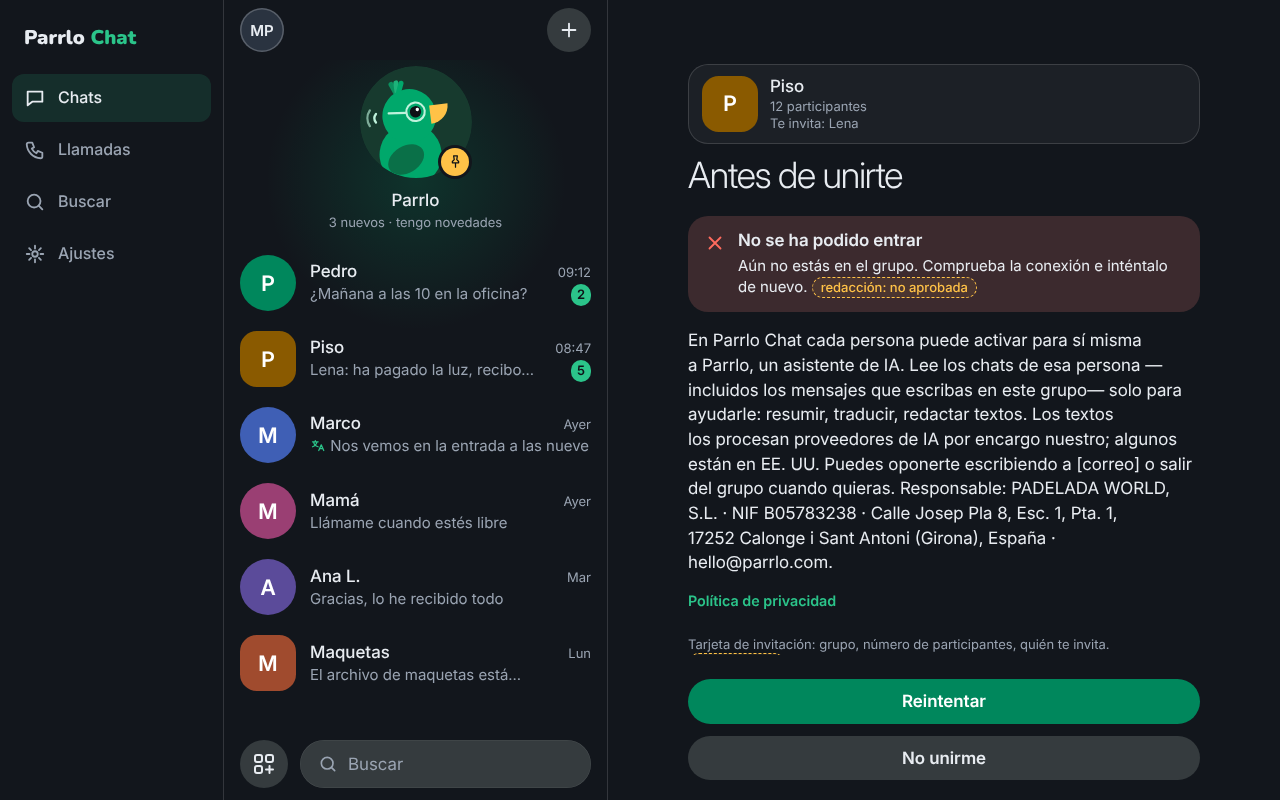 Parrlo Chat
Chats
Llamadas
Buscar
Ajustes
MP
Parrlo
3 nuevos · tengo novedades
P
Pedro
09:12
¿Mañana a las 10 en la oficina?
2
P
Piso
08:47
Lena: ha pagado la luz, recibo...
5
M
Marco
Ayer
Nos vemos en la entrada a las nueve
M
Mamá
Ayer
Llámame cuando estés libre
A
Ana L.
Mar
Gracias, lo he recibido todo
M
Maquetas
Lun
El archivo de maquetas está...
Buscar
P
Piso
12 participantes
Te invita: Lena
Antes de unirte
No se ha podido entrar
Aún no estás en el grupo. Comprueba la conexión e inténtalo
de nuevo. redacción: no aprobada
En Parrlo Chat cada persona puede activar para sí misma
a Parrlo, un asistente de IA. Lee los chats de esa persona —
incluidos los mensajes que escribas en este grupo— solo para
ayudarle: resumir, traducir, redactar textos. Los textos
los procesan proveedores de IA por encargo nuestro; algunos
están en EE. UU. Puedes oponerte escribiendo a [correo] o salir
del grupo cuando quieras. Responsable: PADELADA WORLD,
S.L. · NIF B05783238 · Calle Josep Pla 8, Esc. 1, Pta. 1,
17252 Calonge i Sant Antoni (Girona), España ·
hello@parrlo.com.
Política de privacidad
Tarjeta de invitación: grupo, número de participantes, quién te invita.
Reintentar
No unirme